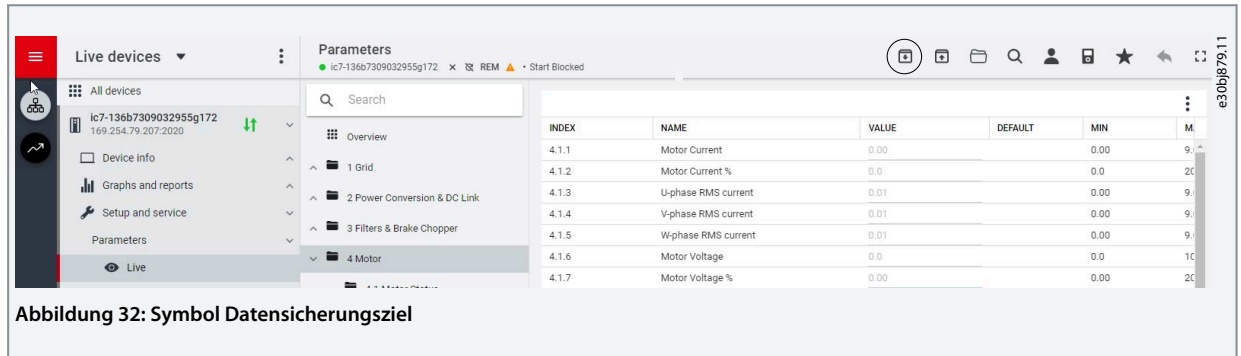 Live devices
Parameters
ic7-136b7309032955g172 × REM • Start Blocked
All devices
ic7-136b7309032955g172
169.254.79.207:2020
Device info
Graphs and reports
Setup and service
Parameters
Live
Search
Overview
1 Grid
2 Power Conversion & DC Link
3 Filters & Brake Chopper
4 Motor
INDEX NAME VALUE DEFAULT MIN
4.1.1 Motor Current 0.00 0.00
4.1.2 Motor Current % 0.0 0.0
4.1.3 U-phase RMS current 0.01 0.00
4.1.4 V-phase RMS current 0.01 0.00
4.1.5 W-phase RMS current 0.01 0.00
4.1.6 Motor Voltage 0.0 0.0
4.1.7 Motor Voltage % 0.00 0.00
e30bj879.11
Abbildung 32: Symbol Datensicherungsziel